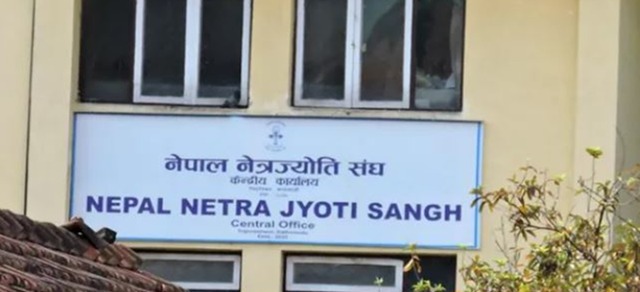 नेपाल नेत्रज्योति संघ
केन्द्रीय कार्यालय
NEPAL NETRA JYOTI SANGH
Central Office